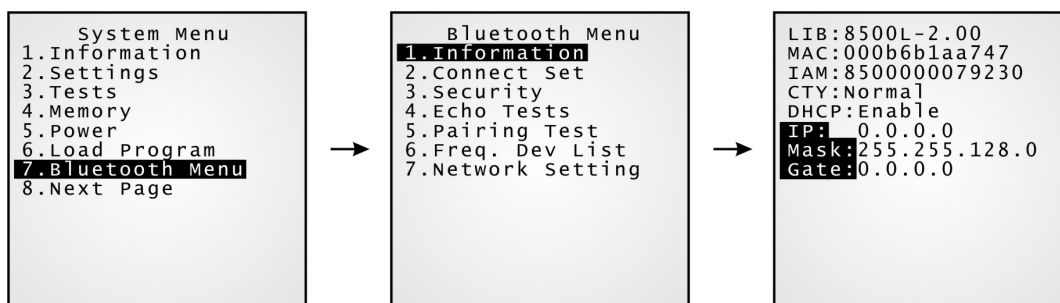 System Menu
1.Information
2.Settings
3.Tests
4.Memory
5.Power
6.Load Program
7.Bluetooth Menu
8.Next Page
Bluetooth Menu
1.Information
2.Connect Set
3.Security
4.Echo Tests
5.Pairing Test
6.Freq. Dev List
7.Network Setting
LIB:8500L-2.00
MAC:000b6b1aa747
IAM:8500000079230
CTY:Normal
DHCP:Enable
IP: 0.0.0.0
Mask:255.255.128.0
Gate:0.0.0.0